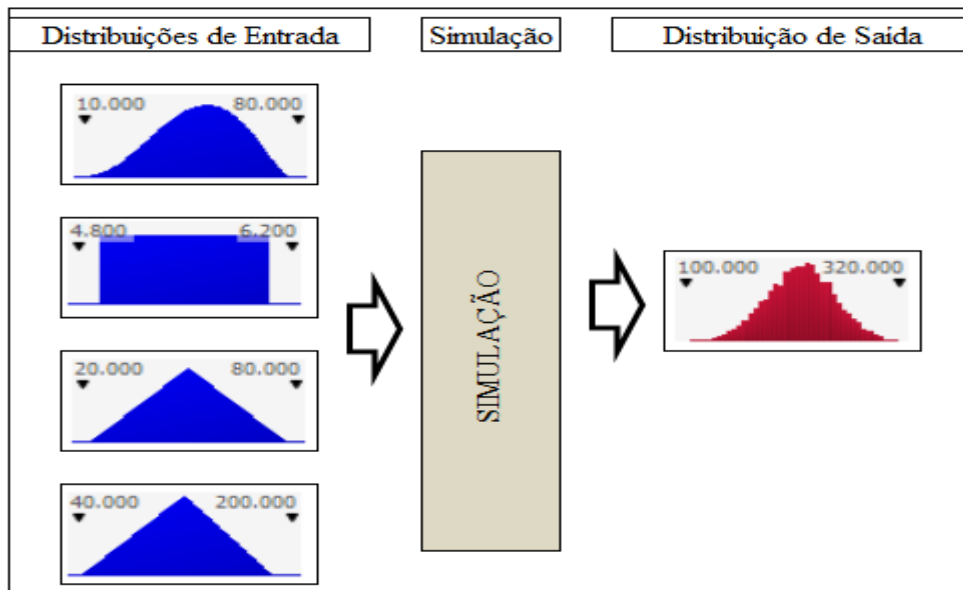 Distribuições de Entrada
Simulação
Distribuição de Saída
10.000 80.000
4.800 6.200
20.000 80.000
40.000 200.000
SIMULAÇÃO
100.000 320.000